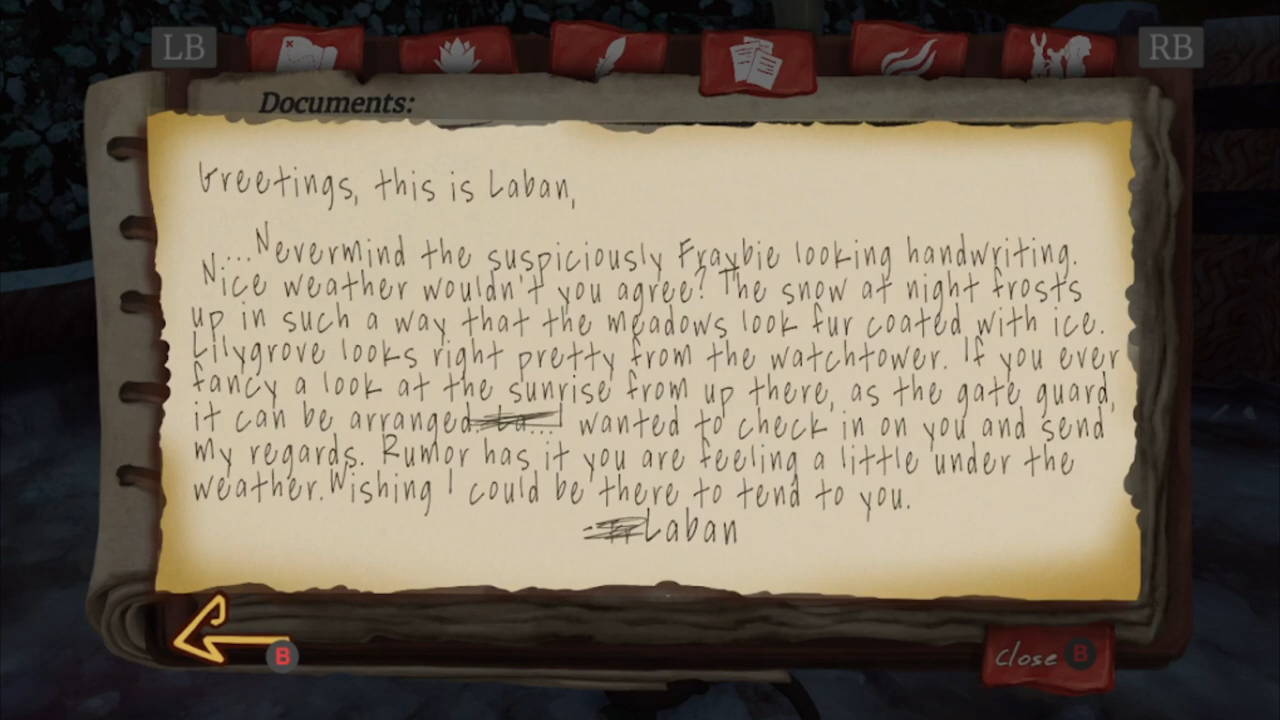 LB
RB
Documents:
Greetings, this is Laban,
...Nevermind the suspiciously Fraybie looking handwriting.
Nice weather wouldn't you agree? The snow at night frosts
up in such a way that the meadows look fur coated with ice.
Lilygrove looks right pretty from the watchtower. If you ever
fancy a look at the sunrise from up there, as the gate guard,
it can be arranged. La... I wanted to check in on you and send
my regards. Rumor has it you are feeling a little under the
weather. Wishing I could be there to tend to you.
Laban
B
close B